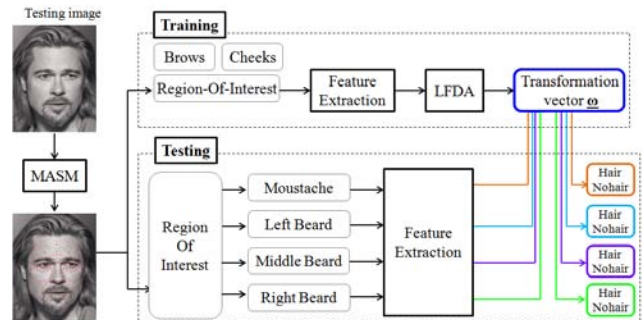 Testing image
Training
Brows
Cheeks
Region-Of-Interest
Feature
Extraction
LFDA
Transformation
vector ω
MASM
Testing
Region
Of
Interest
Moustache
Left Beard
Middle Beard
Right Beard
Feature
Extraction
Hair
Nohair
Hair
Nohair
Hair
Nohair
Hair
Nohair